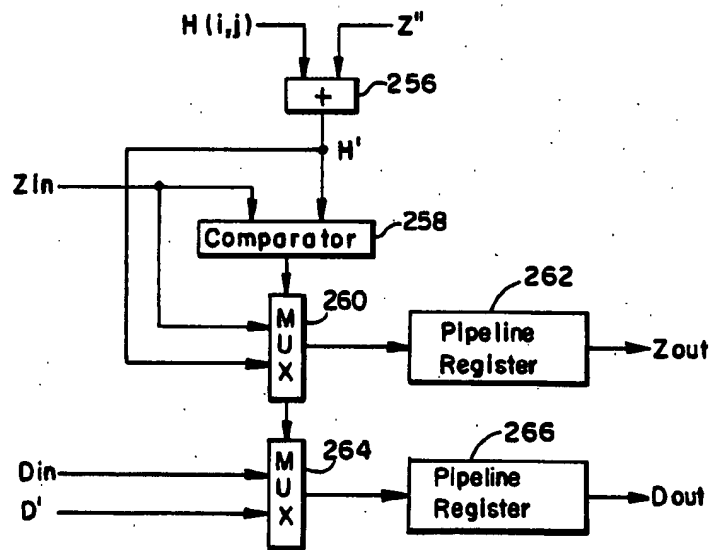 H(i,j)
Z"
+
256
H'
Zin
Comparator
258
MUX
260
262
Pipeline
Register
Zout
MUX
264
266
Din
D'
Pipeline
Register
Dout